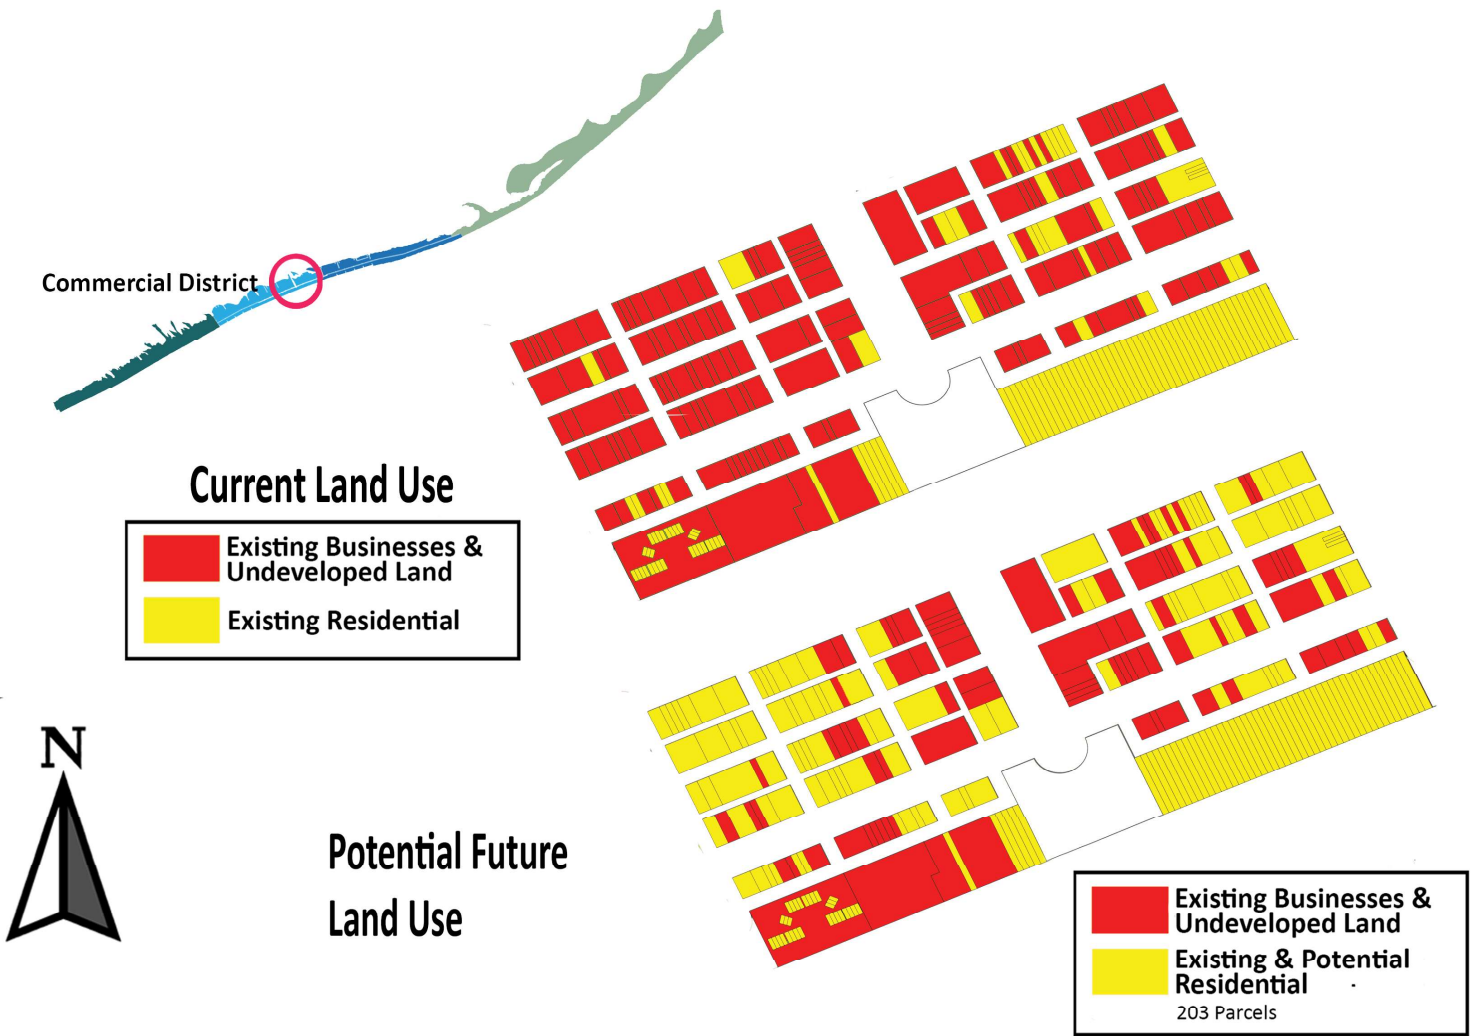 Commercial District
Current Land Use
Existing Businesses &
Undeveloped Land
Existing Residential
N
Potential Future
Land Use
Existing Businesses &
Undeveloped Land
Existing & Potential
Residential
203 Parcels